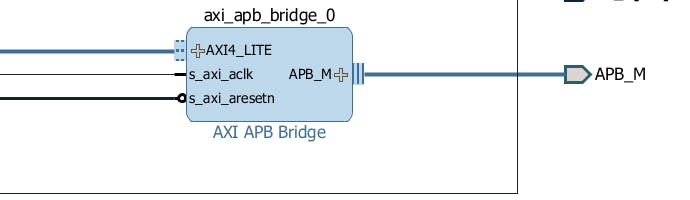 axi_apb_bridge_0
AXI4_LITE
s_axi_aclk
APB_M
s_axi_aresetn
AXI APB Bridge
APB_M